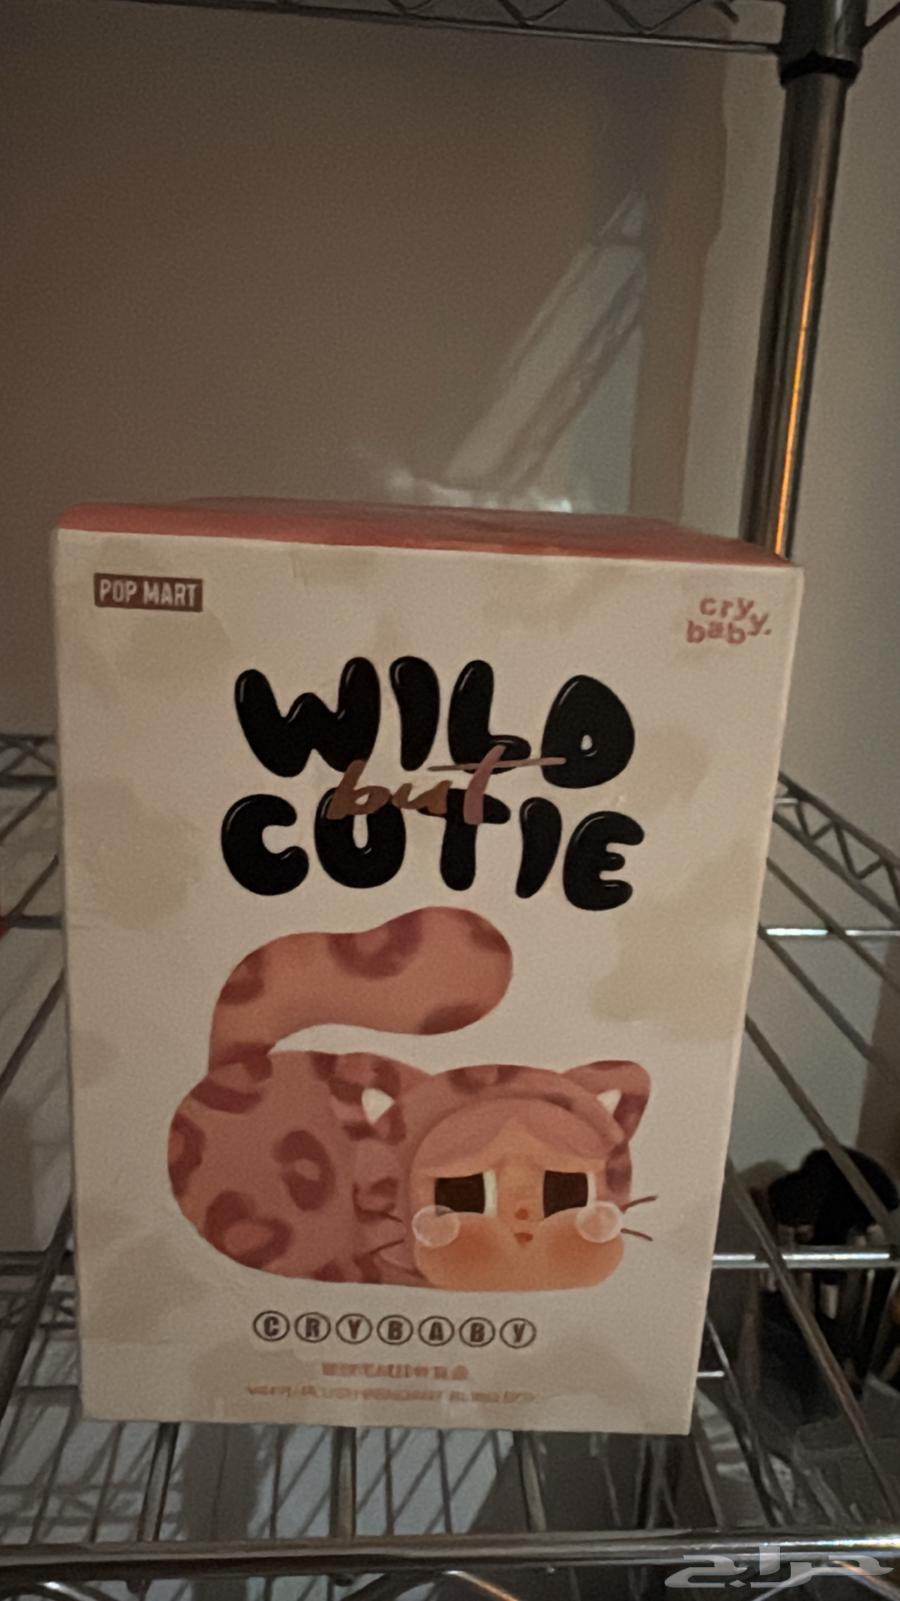 POP MART
cry
baby.
WILD
but
CUTIE
CRYBABY
حراج